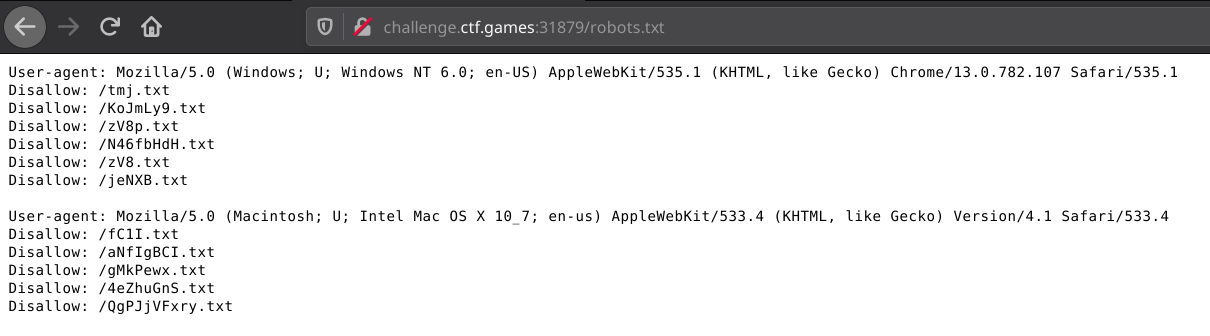 challenge.ctf.games:31879/robots.txt
User-agent: Mozilla/5.0 (Windows; U; Windows NT 6.0; en-US) AppleWebKit/535.1 (KHTML, like Gecko) Chrome/13.0.782.107 Safari/535.1
Disallow: /tmj.txt
Disallow: /KoJmLy9.txt
Disallow: /zV8p.txt
Disallow: /N46fbHdH.txt
Disallow: /zV8.txt
Disallow: /jeNXB.txt
User-agent: Mozilla/5.0 (Macintosh; U; Intel Mac OS X 10_7; en-us) AppleWebKit/533.4 (KHTML, like Gecko) Version/4.1 Safari/533.4
Disallow: /fC1I.txt
Disallow: /aNfIgBCI.txt
Disallow: /gMkPewx.txt
Disallow: /4eZhuGnS.txt
Disallow: /QgPJjVFxry.txt